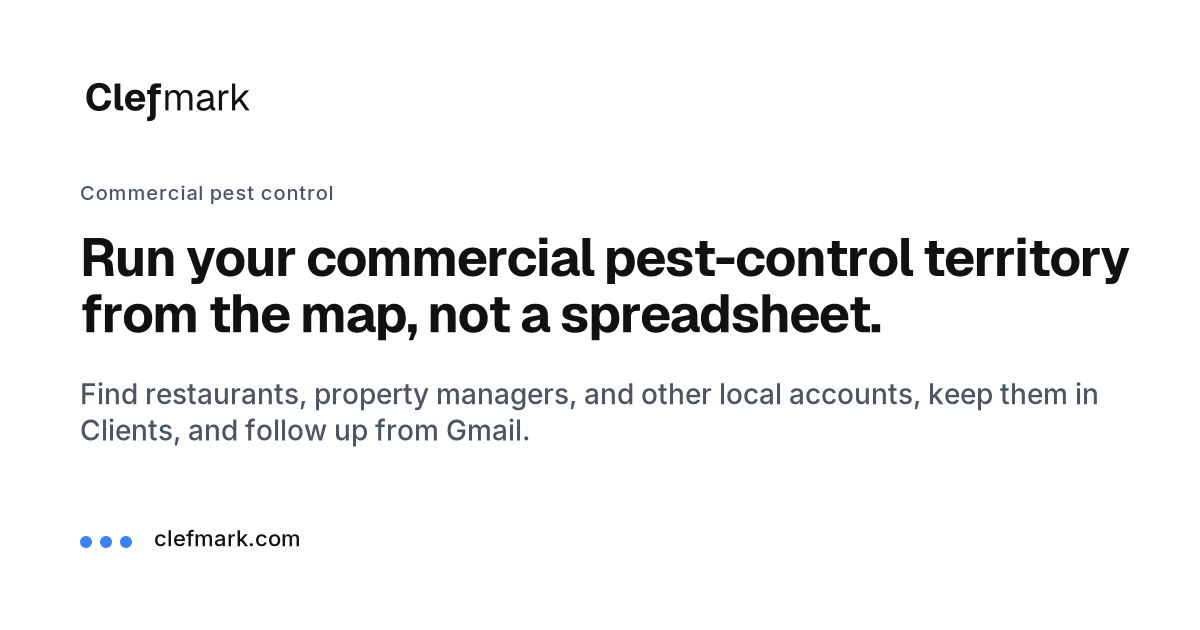 Clefmark
Commercial pest control
Run your commercial pest-control territory
from the map, not a spreadsheet.
Find restaurants, property managers, and other local accounts, keep them in
Clients, and follow up from Gmail.
clefmark.com